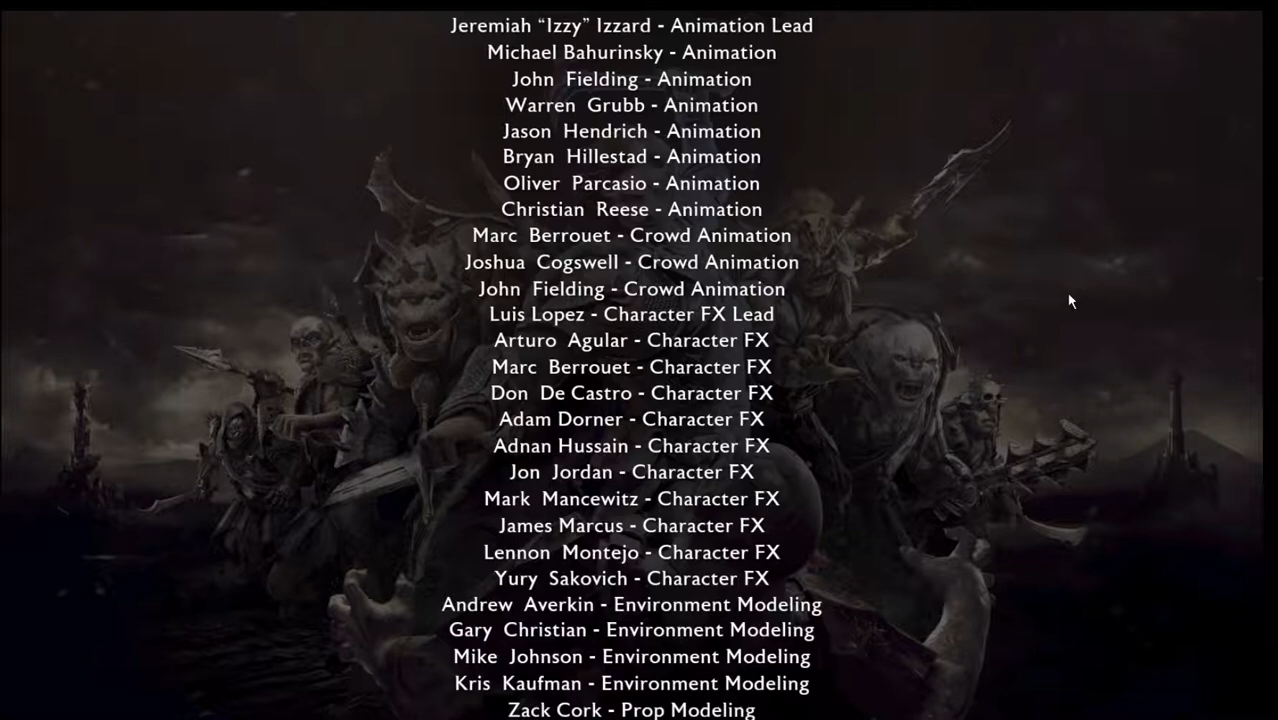 Jeremiah “Izzy” Izzard - Animation Lead
Michael Bahurinsky - Animation
John Fielding - Animation
Warren Grubb - Animation
Jason Hendrich - Animation
Bryan Hillestad - Animation
Oliver Parcasio - Animation
Christian Reese - Animation
Marc Berrouet - Crowd Animation
Joshua Cogswell - Crowd Animation
John Fielding - Crowd Animation
Luis Lopez - Character FX Lead
Arturo Agular - Character FX
Marc Berrouet - Character FX
Don De Castro - Character FX
Adam Dorner - Character FX
Adnan Hussain - Character FX
Jon Jordan - Character FX
Mark Mancewitz - Character FX
James Marcus - Character FX
Lennon Montejo - Character FX
Yury Sakovich - Character FX
Andrew Averkin - Environment Modeling
Gary Christian - Environment Modeling
Mike Johnson - Environment Modeling
Kris Kaufman - Environment Modeling
Zack Cork - Prop Modeling